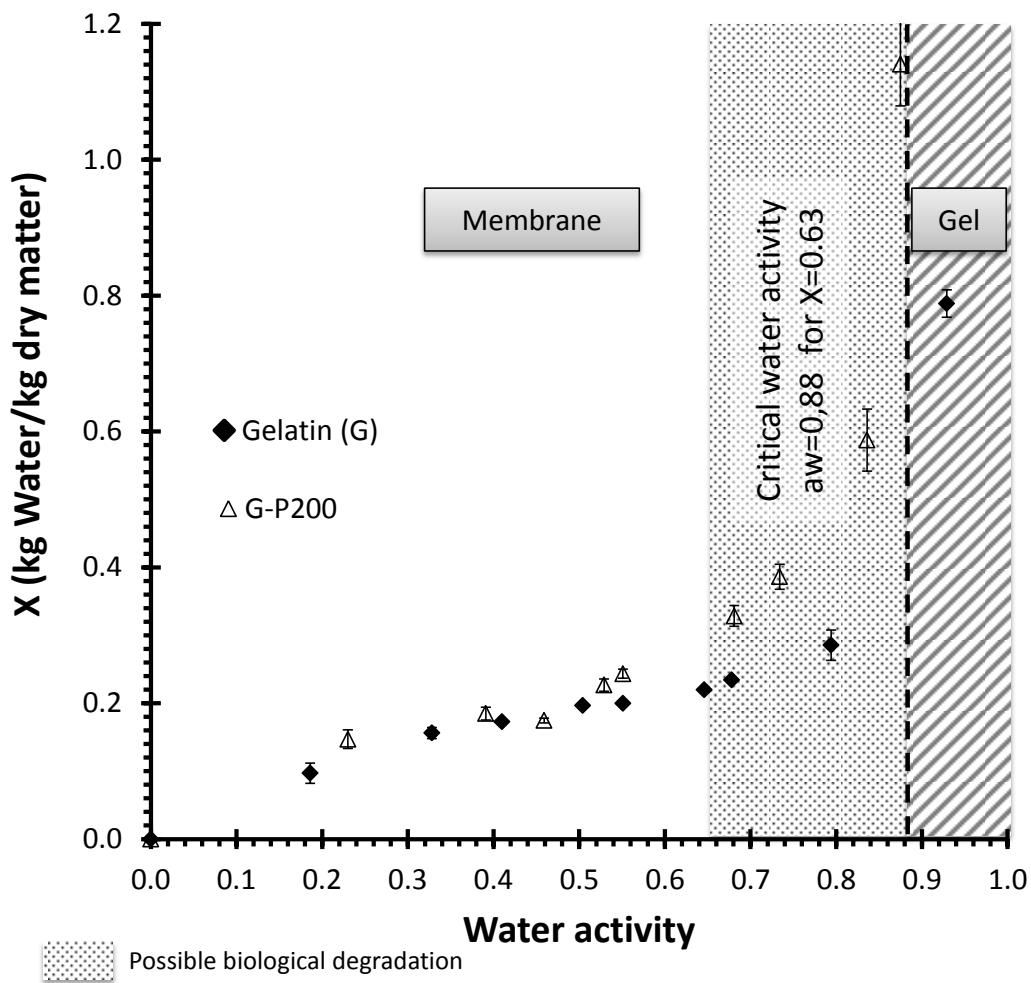 X (kg Water/kg dry matter)
1.2
1.0
0.8
0.6
0.4
0.2
0.0
Membrane
Gel
Critical water activity
aw=0,88 for X=0.63
Gelatin (G)
G-P200
0.0 0.1 0.2 0.3 0.4 0.5 0.6 0.7 0.8 0.9 1.0
Water activity
Possible biological degradation